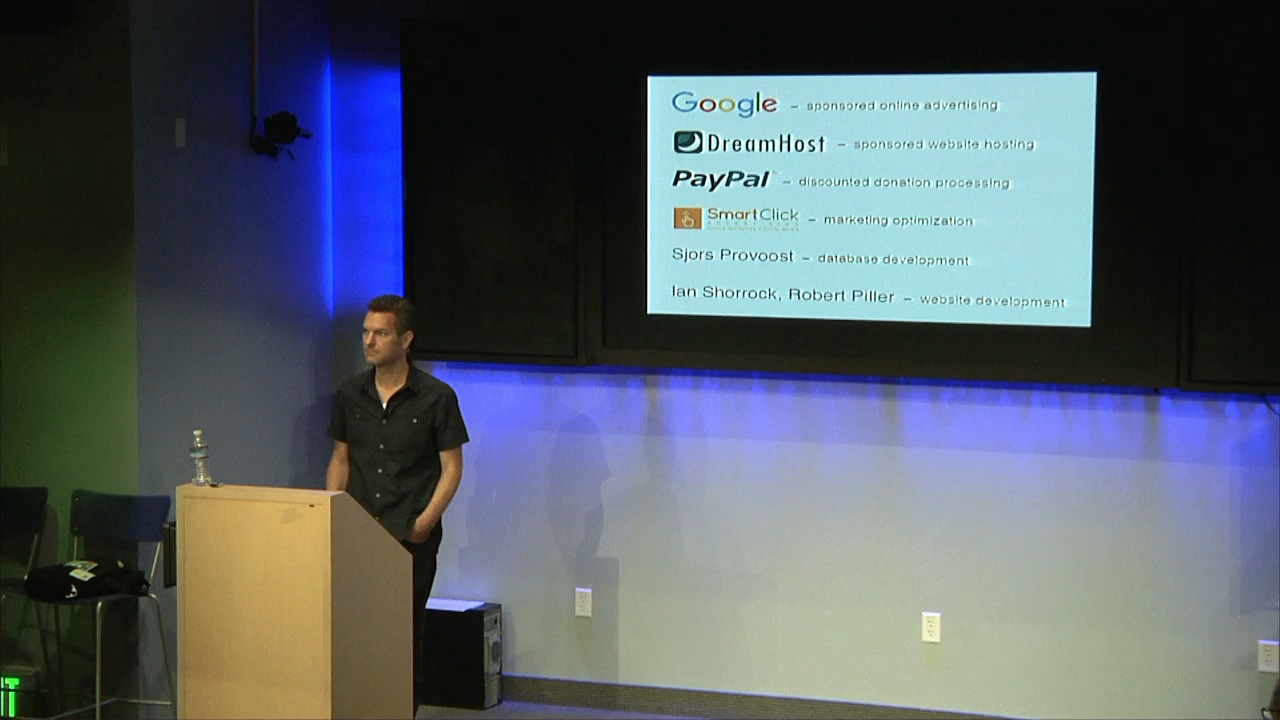 Google – sponsored online advertising
DreamHost – sponsored website hosting
PayPal – discounted donation processing
SmartClick – marketing optimization
Sjors Provoost – database development
Ian Shorrock, Robert Piller – website development
IT